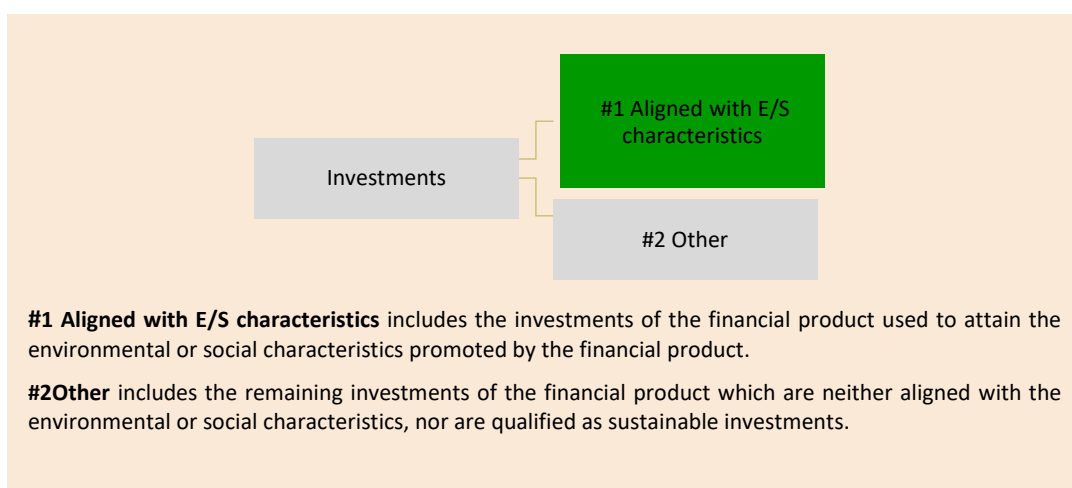 #1 Aligned with E/S
characteristics
Investments
#2 Other
#1 Aligned with E/S characteristics includes the investments of the financial product used to attain the
environmental or social characteristics promoted by the financial product.
#2Other includes the remaining investments of the financial product which are neither aligned with the
environmental or social characteristics, nor are qualified as sustainable investments.